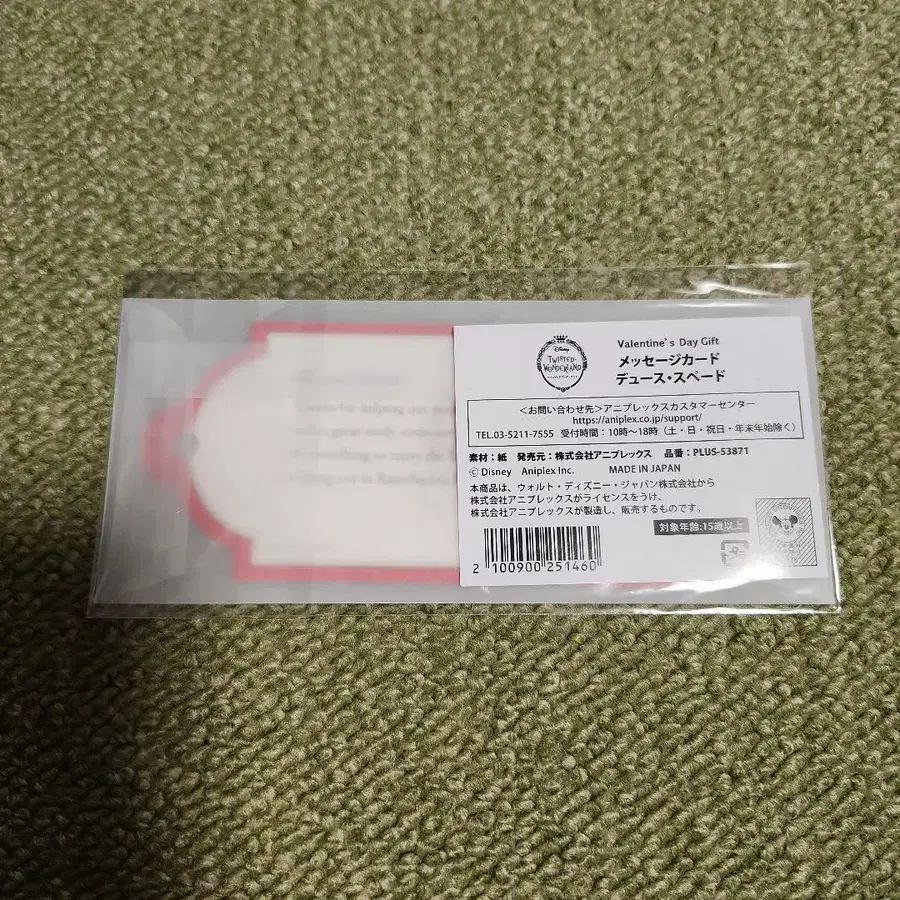 Disney
TWISTED-
WONDERLAND
Valentine's Day Gift
メッセージカード
デュース・スペード
＜お問い合わせ先＞アニプレックスカスタマーセンター
https://aniplex.co.jp/support/
TEL.03-5211-7555 受付時間：10時〜18時（土・日・祝日・年末年始除く）
素材：紙 発売元：株式会社アニプレックス 品番：PLUS-53871
© Disney Aniplex Inc. MADE IN JAPAN
本商品は、ウォルト・ディズニー・ジャパン株式会社から
株式会社アニプレックスがライセンスをうけ、
株式会社アニプレックスが製造し、販売するものです。
対象年齢:15歳以上
2 100900 251460
for helping out